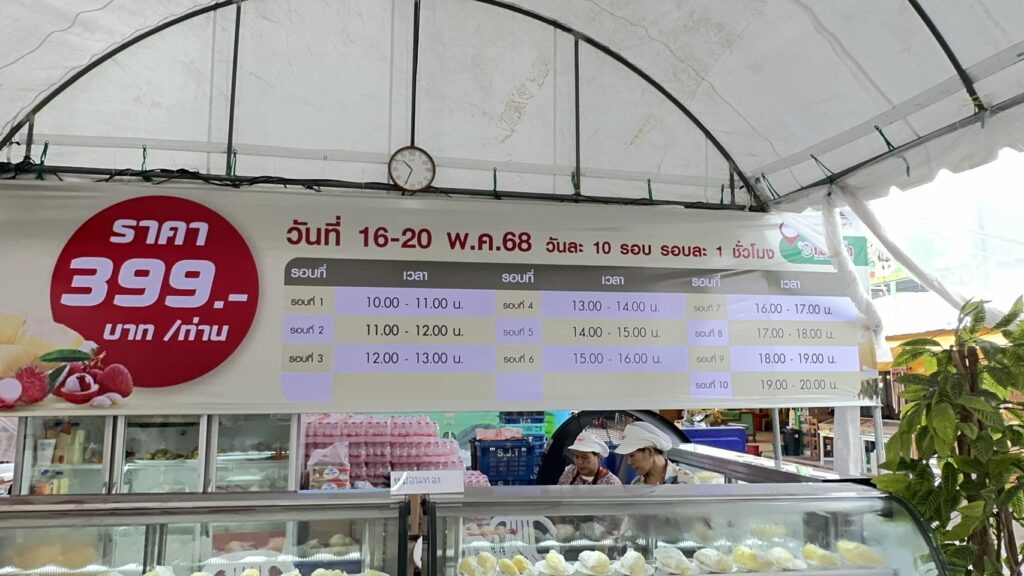 ราคา
399.-
บาท /ท่าน
วันที่ 16-20 พ.ค.68 วันละ 10 รอบ รอบละ 1 ชั่วโมง
รอบที่ เวลา รอบที่ เวลา รอบที่ เวลา
รอบที่ 1 10.00 - 11.00 น. รอบที่ 4 13.00 - 14.00 น. รอบที่ 7 16.00 - 17.00 น.
รอบที่ 2 11.00 - 12.00 น. รอบที่ 5 14.00 - 15.00 น. รอบที่ 8 17.00 - 18.00 น.
รอบที่ 3 12.00 - 13.00 น. รอบที่ 6 15.00 - 16.00 น. รอบที่ 9 18.00 - 19.00 น.
รอบที่ 10 19.00 - 20.00 น.
S.J.T